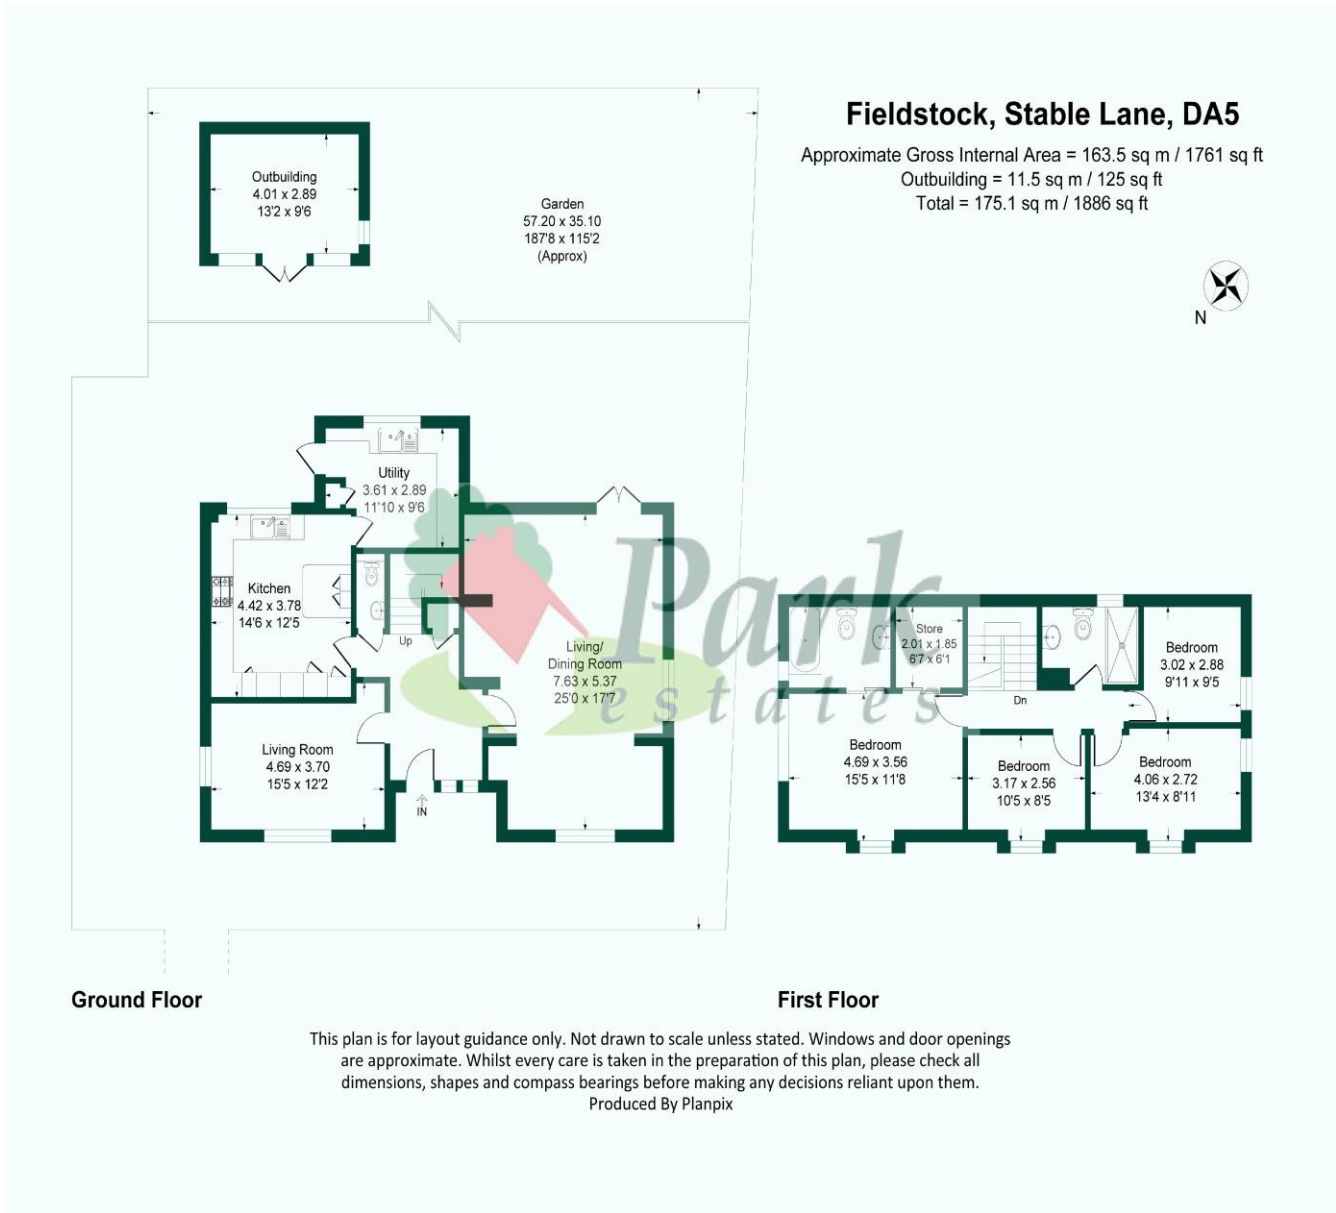 Fieldstock, Stable Lane, DA5
Approximate Gross Internal Area = 163.5 sq m / 1761 sq ft
Outbuilding = 11.5 sq m / 125 sq ft
Total = 175.1 sq m / 1886 sq ft
N
Outbuilding
4.01 x 2.89
13'2 x 9'6
Garden
57.20 x 35.10
187'8 x 115'2
(Approx)
Utility
3.61 x 2.89
11'10 x 9'6
Kitchen
4.42 x 3.78
14'6 x 12'5
Up
Living/
Dining Room
7.63 x 5.37
25'0 x 17'7
Living Room
4.69 x 3.70
15'5 x 12'2
IN
Park
estates
Store
2.01 x 1.85
6'7 x 6'1
Dn
Bedroom
3.02 x 2.88
9'11 x 9'5
Bedroom
4.69 x 3.56
15'5 x 11'8
Bedroom
3.17 x 2.56
10'5 x 8'5
Bedroom
4.06 x 2.72
13'4 x 8'11
Ground Floor
First Floor
This plan is for layout guidance only. Not drawn to scale unless stated. Windows and door openings
are approximate. Whilst every care is taken in the preparation of this plan, please check all
dimensions, shapes and compass bearings before making any decisions reliant upon them.
Produced By Planpix